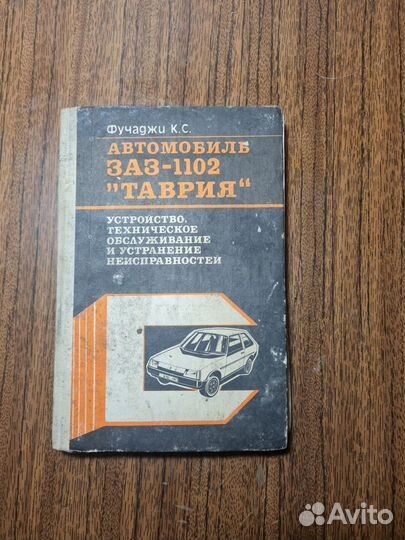 Фучаджи К.С.
АВТОМОБИЛЬ
ЗАЗ-1102
"ТАВРИЯ"
УСТРОЙСТВО,
ТЕХНИЧЕСКОЕ
ОБСЛУЖИВАНИЕ
И УСТРАНЕНИЕ
НЕИСПРАВНОСТЕЙ
Avito